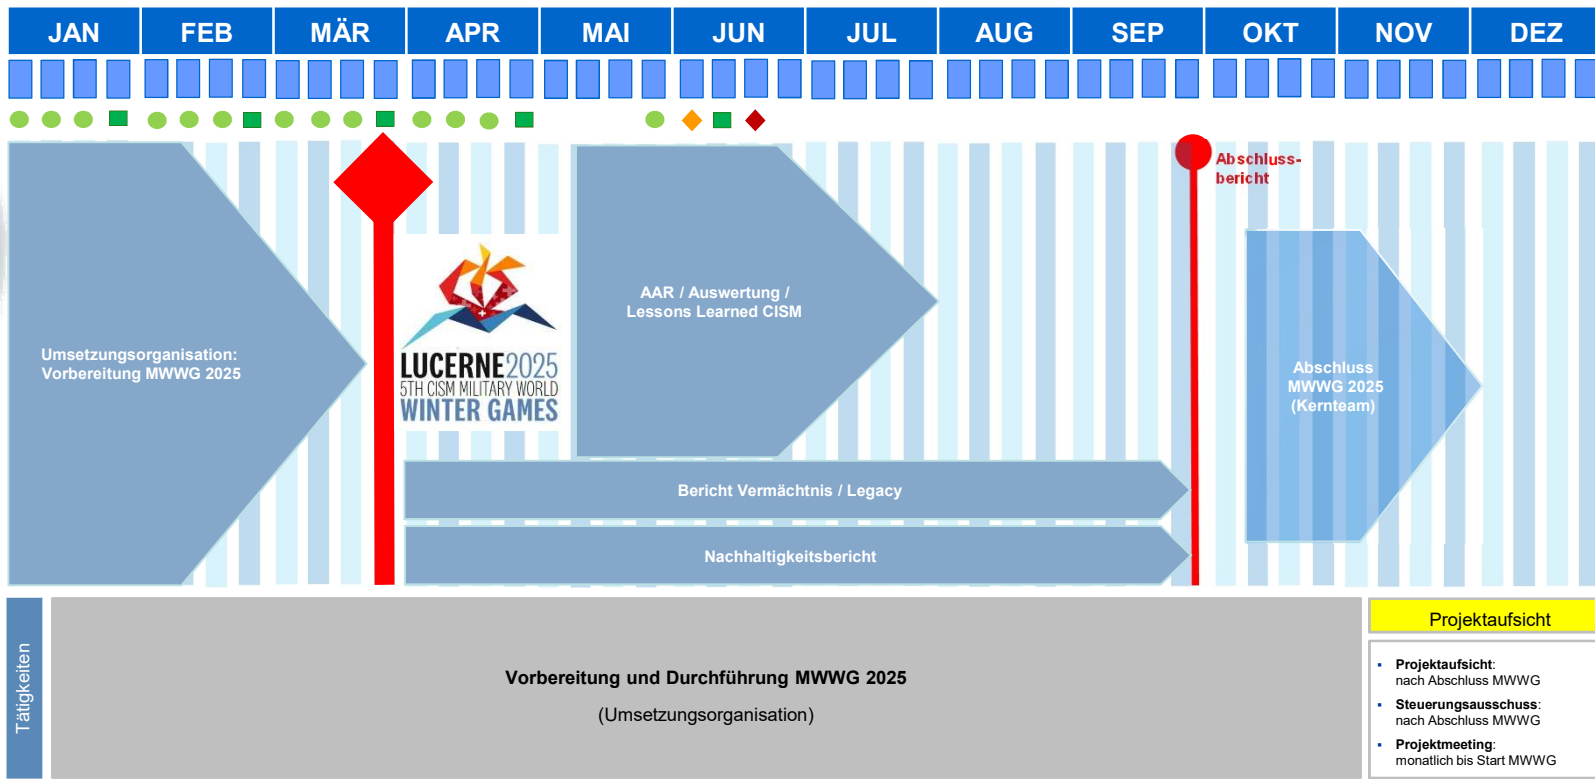 JAN FEB MÄR APR MAI JUN JUL AUG SEP OKT NOV DEZ
Abschluss-
bericht
AAR / Auswertung /
Lessons Learned CISM
Umsetzungsorganisation:
Vorbereitung MWWG 2025
LUCERNE2025
5TH CISM MILITARY WORLD
WINTER GAMES
Abschluss
MWWG 2025
(Kernteam)
Bericht Vermächtnis / Legacy
Nachhaltigkeitsbericht
Tätigkeiten
Vorbereitung und Durchführung MWWG 2025
(Umsetzungsorganisation)
Projektaufsicht
▪ Projektaufsicht:
nach Abschluss MWWG
▪ Steuerungsausschuss:
nach Abschluss MWWG
▪ Projektmeeting:
monatlich bis Start MWWG